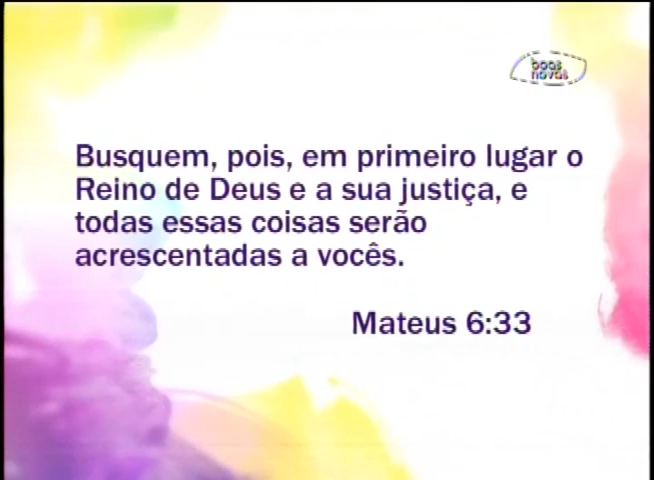 boas
novas
Busquem, pois, em primeiro lugar o
Reino de Deus e a sua justiça, e
todas essas coisas serão
acrescentadas a vocês.
Mateus 6:33